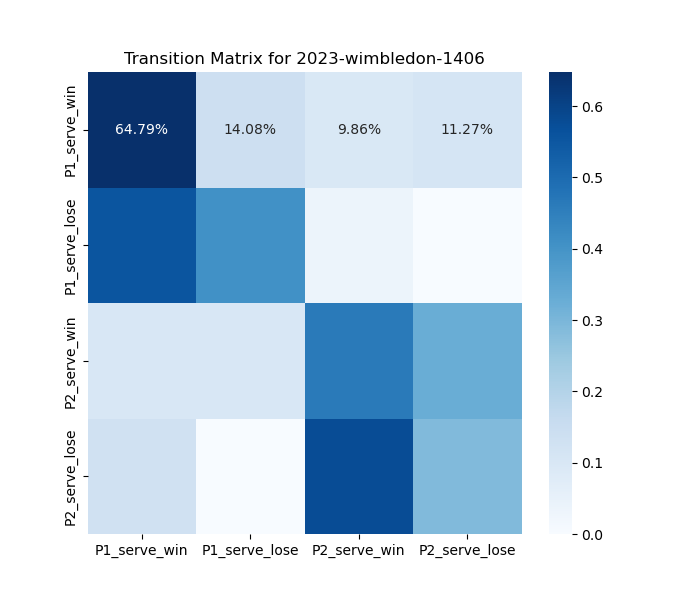 Transition Matrix for 2023-wimbledon-1406
P1_serve_win
64.79% 14.08% 9.86% 11.27%
P1_serve_lose
P2_serve_win
P2_serve_lose
P1_serve_win P1_serve_lose P2_serve_win P2_serve_lose
0.6
0.5
0.4
0.3
0.2
0.1
0.0